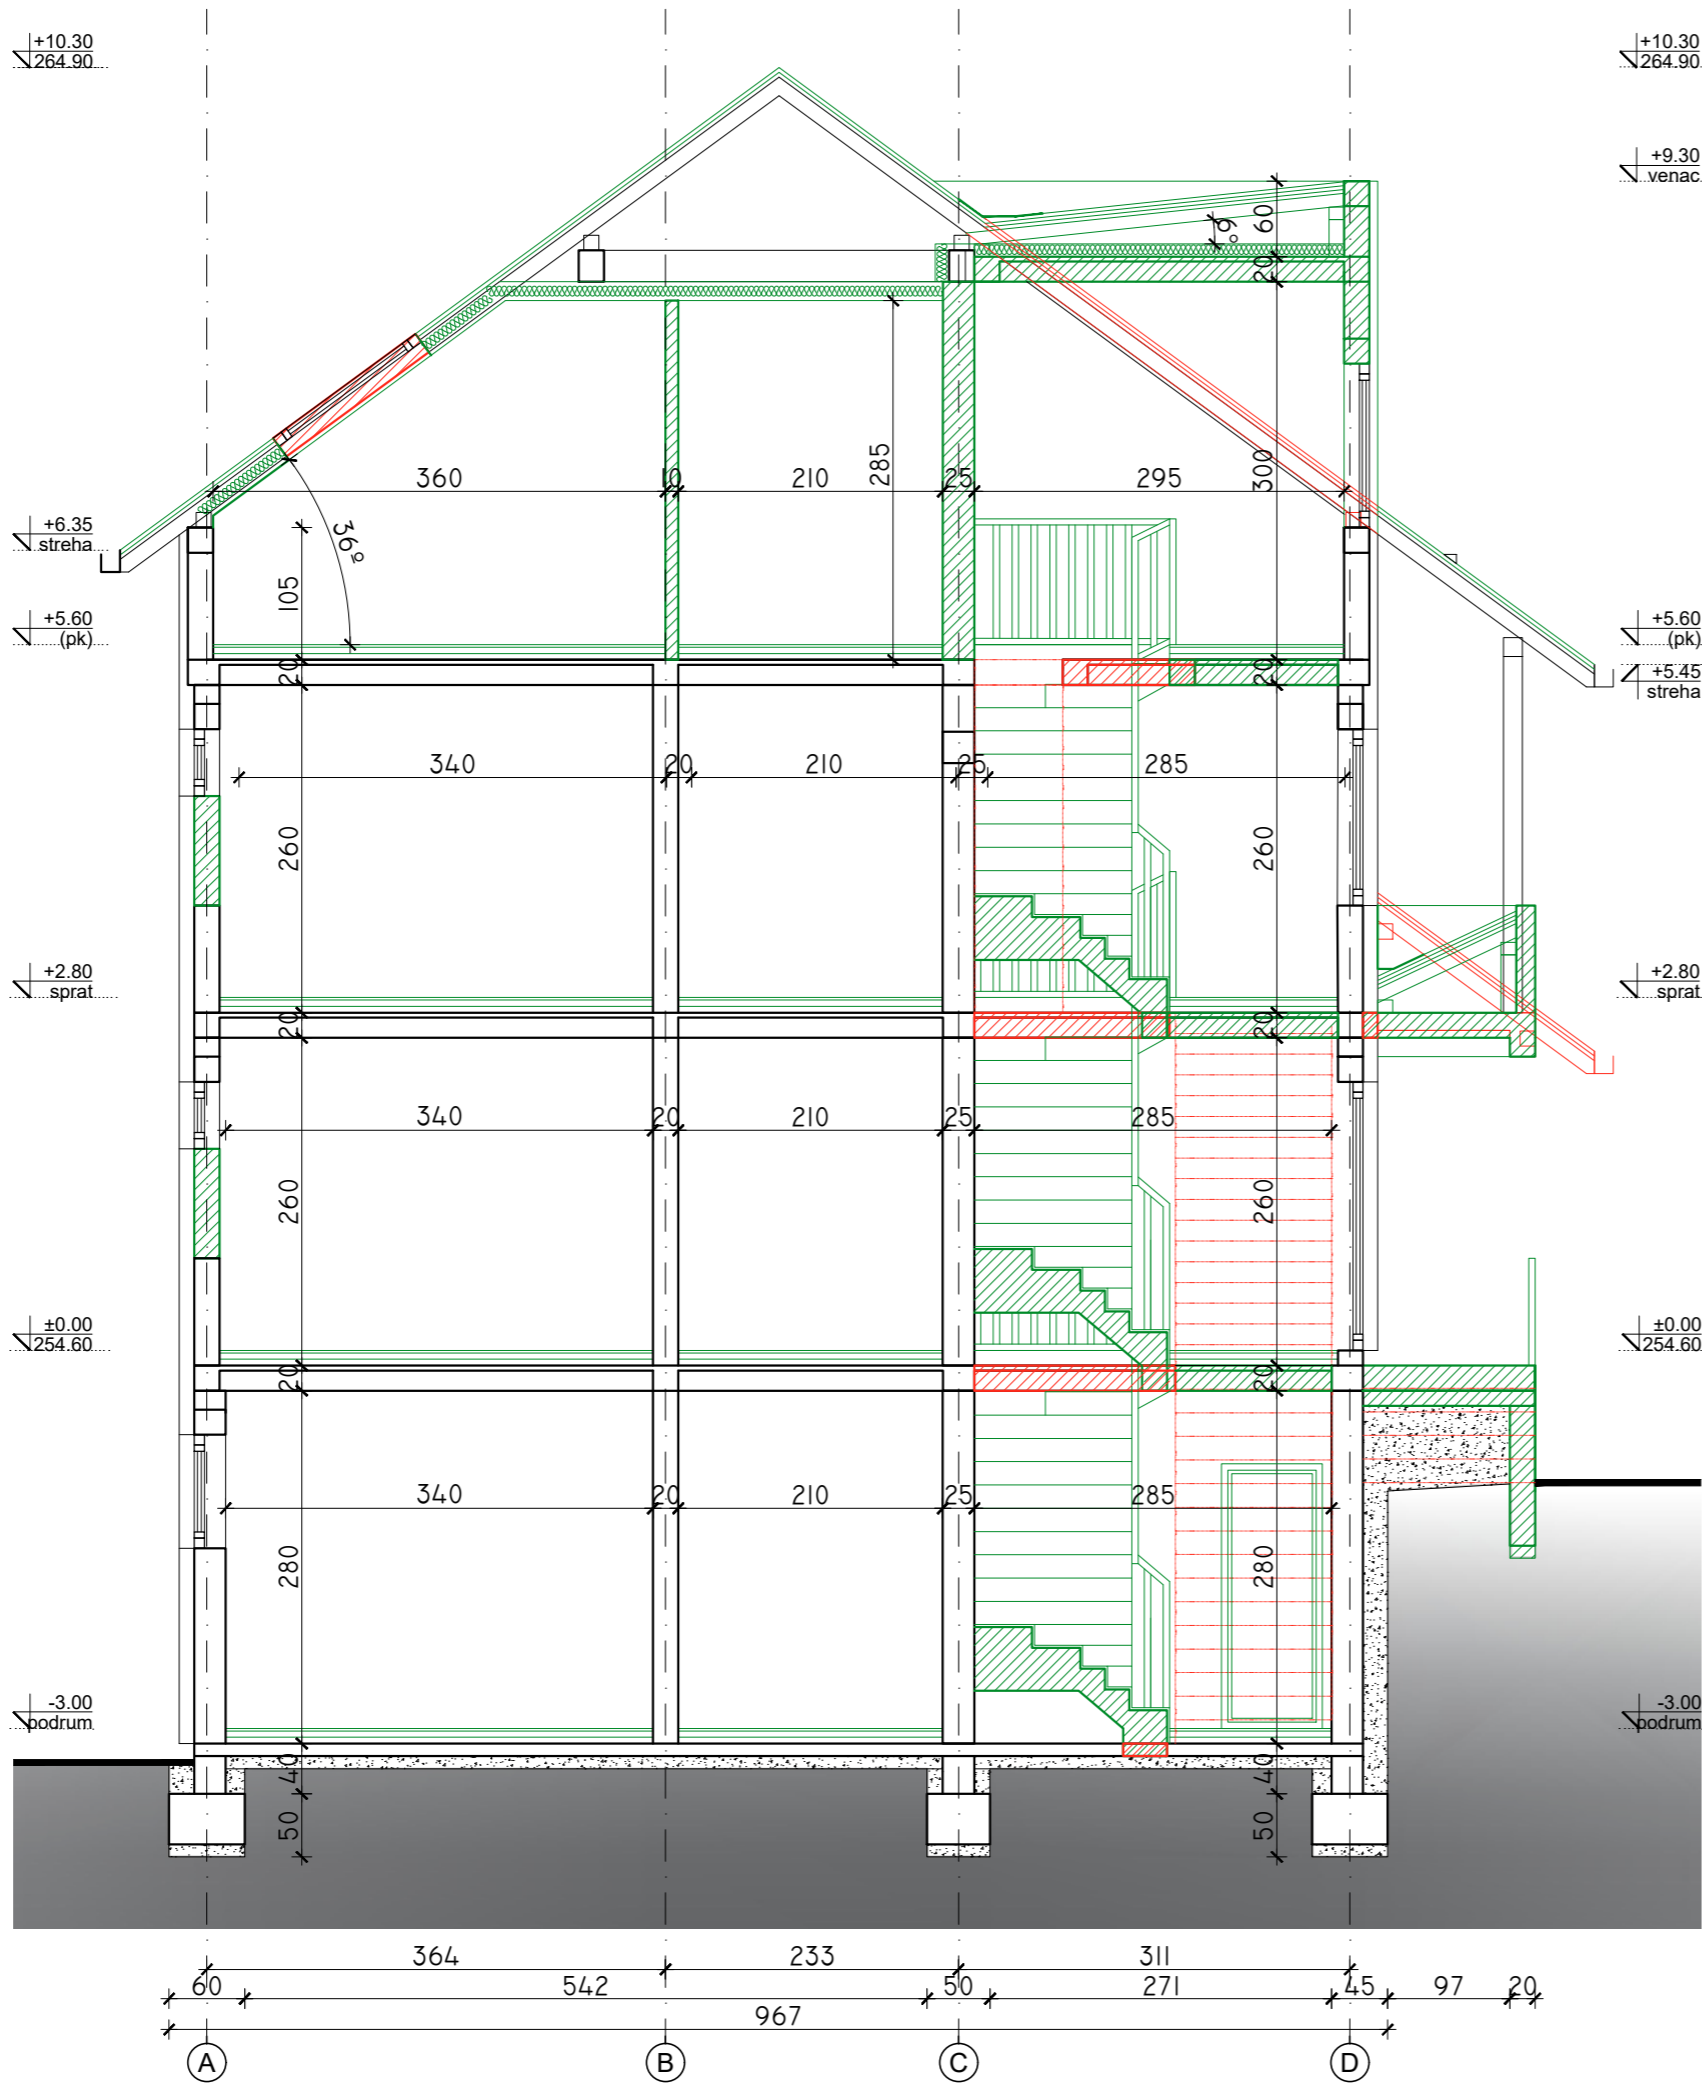 +10.30 +10.30
264.90 264.90
+9.30
venac
60
6°
20
285
300
360 10 210 25 295
+6.35
streha
36º
105
+5.60 +5.60
(pk) (pk)
20 20
+5.45
streha
340 20 210 25 285
260 260
+2.80 +2.80
sprat sprat
20 20
340 20 210 25 285
260 260
±0.00 ±0.00
254.60 254.60
20 20
340 20 210 25 285
280 280
-3.00 -3.00
podrum podrum
40 40
50 50
364 233 311
60 542 50 271 45 97 20
967
A B C D